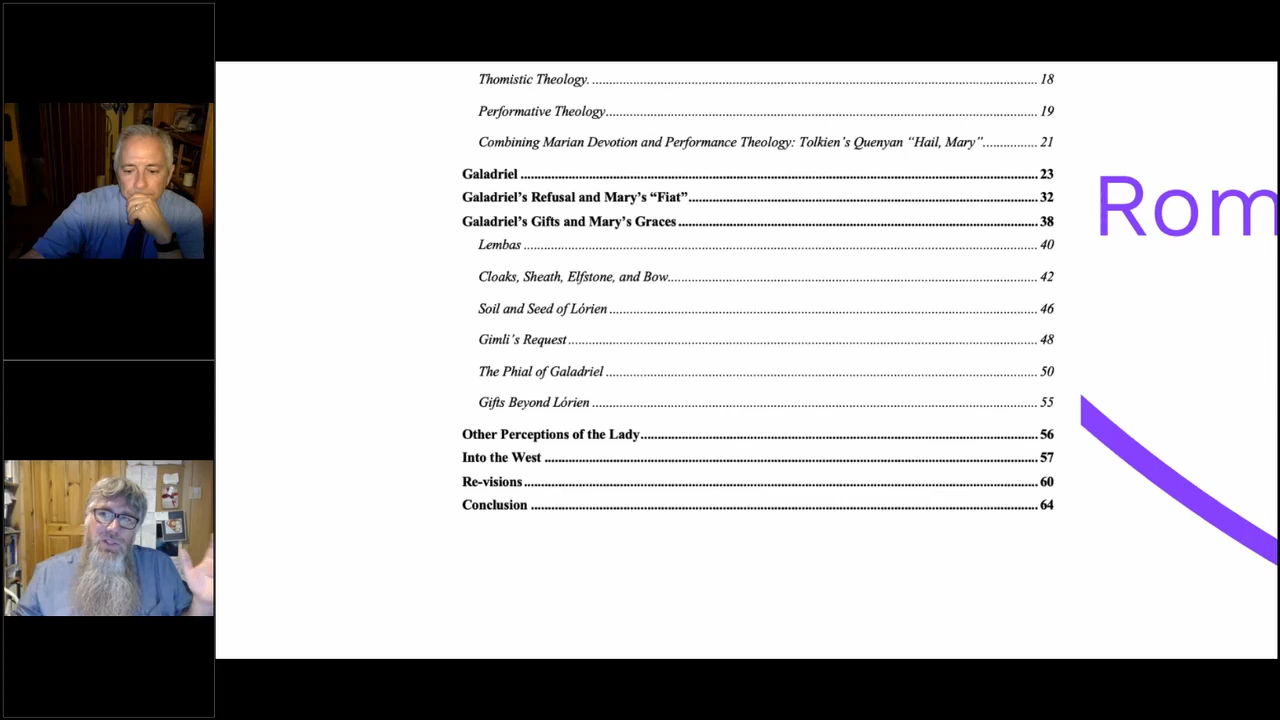 Thomistic Theology. 18
Performative Theology 19
Combining Marian Devotion and Performance Theology: Tolkien’s Quenyan “Hail, Mary” 21
Galadriel 23
Galadriel’s Refusal and Mary’s “Fiat” 32
Galadriel’s Gifts and Mary’s Graces 38
Lembas 40
Cloaks, Sheath, Elfstone, and Bow 42
Soil and Seed of Lórien 46
Gimli’s Request 48
The Phial of Galadriel 50
Gifts Beyond Lórien 55
Other Perceptions of the Lady 56
Into the West 57
Re-visions 60
Conclusion 64
Rom